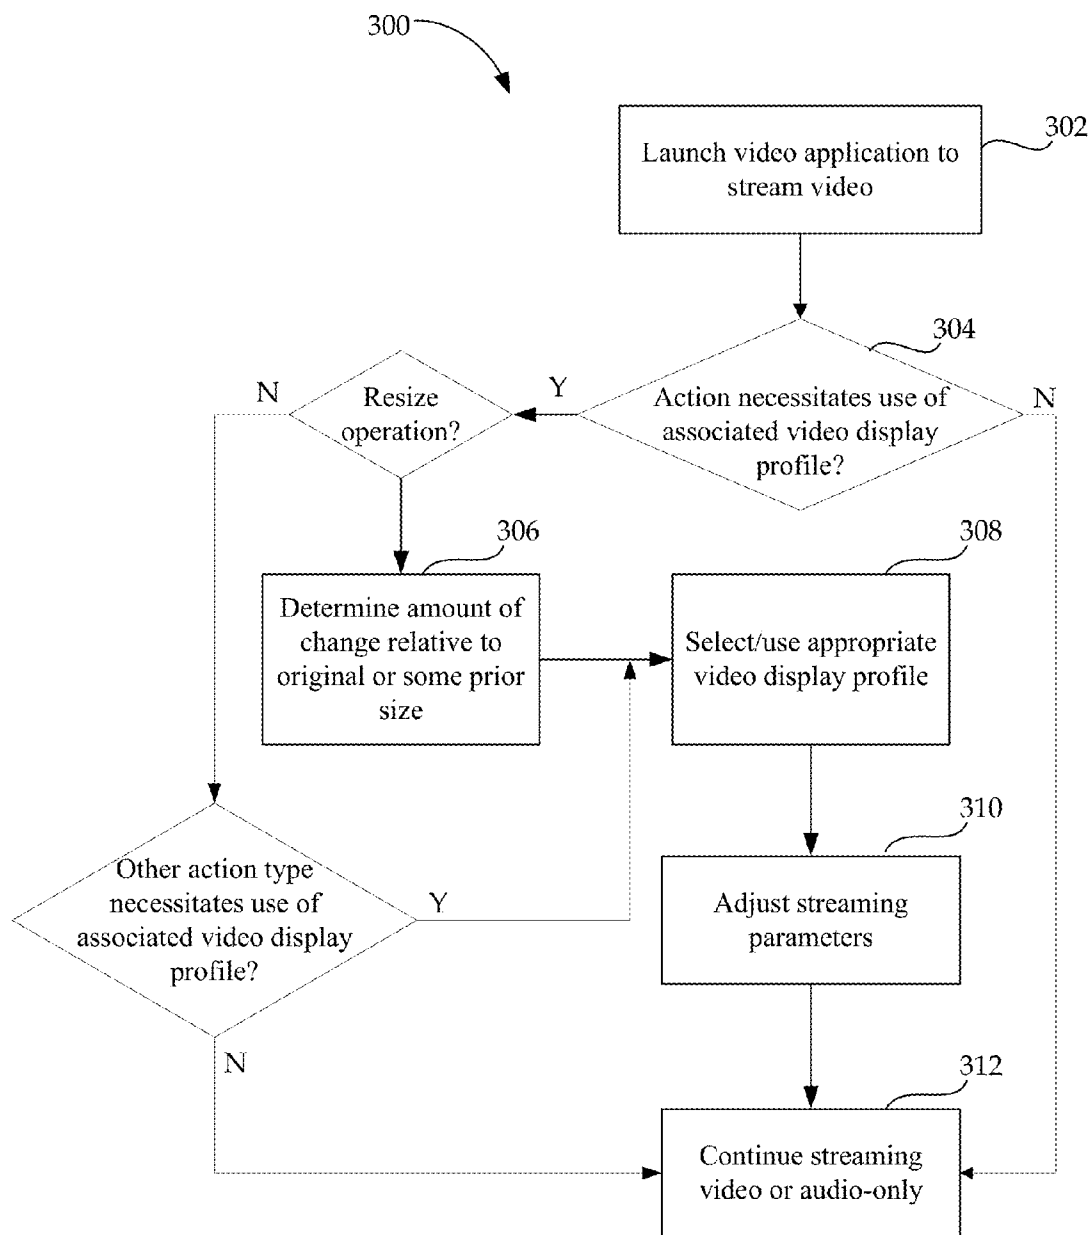 300
302
Launch video application to
stream video
304
Action necessitates use of
associated video display
profile?
Y
N
Resize
operation?
N
306
Determine amount of
change relative to
original or some prior
size
308
Select/use appropriate
video display profile
310
Adjust streaming
parameters
Other action type
necessitates use of
associated video display
profile?
Y
N
312
Continue streaming
video or audio-only